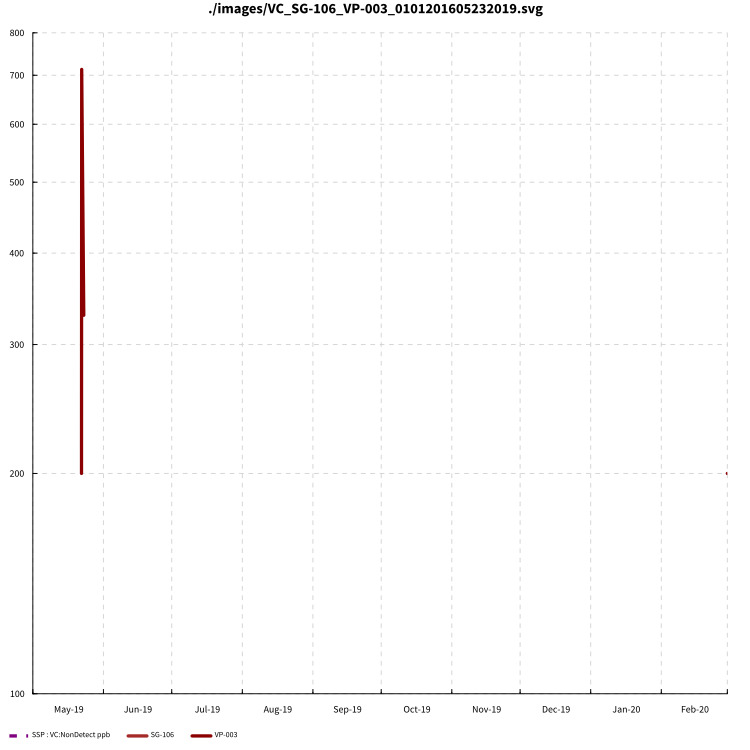 ./images/VC_SG-106_VP-003_0101201605232019.svg
800
700
600
500
400
300
200
100
May-19 Jun-19 Jul-19 Aug-19 Sep-19 Oct-19 Nov-19 Dec-19 Jan-20 Feb-20
SSP : VC:NonDetect ppb SG-106 VP-003